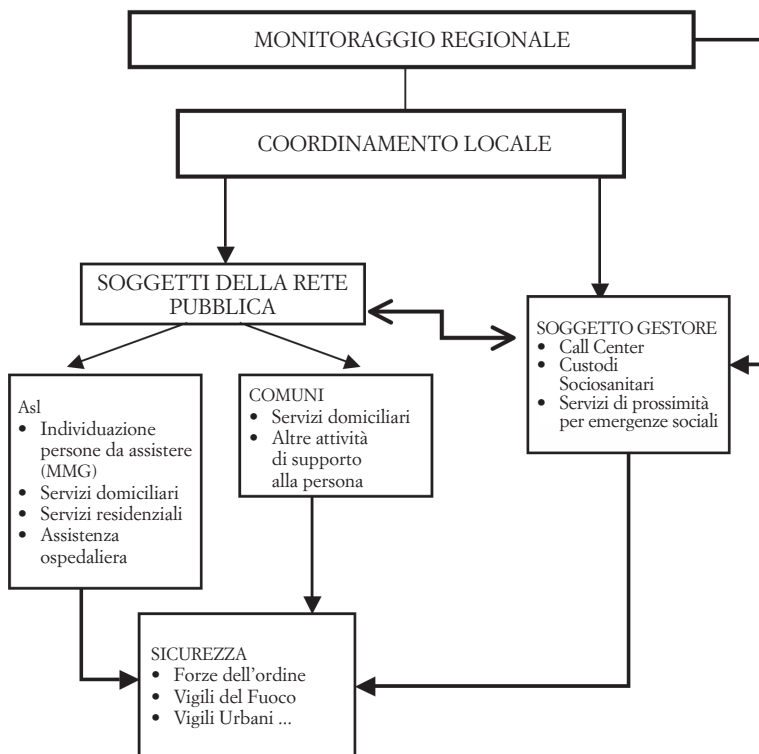 MONITORAGGIO REGIONALE
COORDINAMENTO LOCALE
SOGGETTI DELLA RETE
PUBBLICA
SOGGETTO GESTORE
• Call Center
• Custodi
Sociosanitari
• Servizi di prossimità
per emergenze sociali
Asl
• Individuazione
persone da assistere
(MMG)
• Servizi domiciliari
• Servizi residenziali
• Assistenza
ospedaliera
COMUNI
• Servizi domiciliari
• Altre attività
di supporto
alla persona
SICUREZZA
• Forze dell'ordine
• Vigili del Fuoco
• Vigili Urbani ...